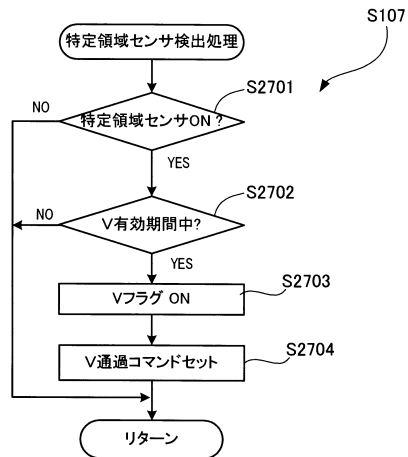 S107
特定領域センサ検出処理
S2701
NO
特定領域センサON?
YES
S2702
NO
V有効期間中?
YES
S2703
Vフラグ ON
S2704
V通過コマンドセット
リターン